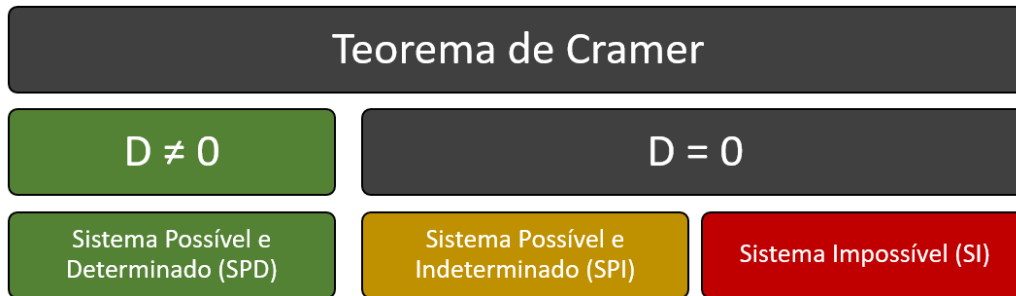 Teorema de Cramer
D ≠ 0
D = 0
Sistema Possível e
Determinado (SPD)
Sistema Possível e
Indeterminado (SPI)
Sistema Impossível (SI)